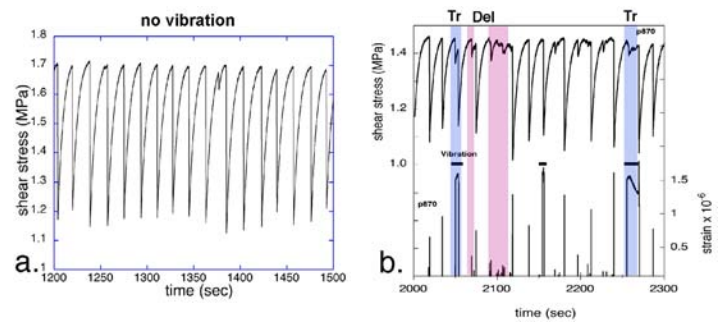 no vibration
a.
shear stress (MPa)
1.8
1.7
1.6
1.5
1.4
1.3
1.2
1.1
1200 1250 1300 1350 1400 1450 1500
time (sec)
Tr Del Tr
b.
p870
shear stress (MPa)
1.4
1.2
1.0
Vibration
p870
1.5
1
0.5
strain x 10⁻⁶
2000 2100 2200 2300
time (sec)